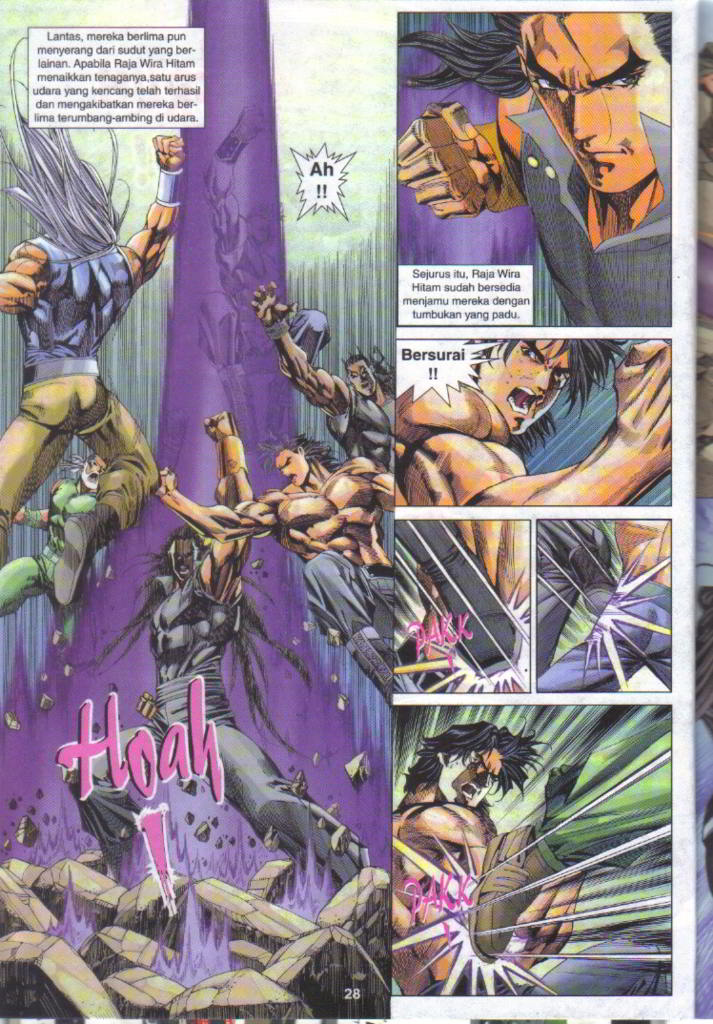 Lantas, mereka berlima pun
menyerang dari sudut yang ber-
lainan. Apabila Raja Wira Hitam
menaikkan tenaganya,satu arus
udara yang kencang telah terhasil
dan mengakibatkan mereka ber-
lima terumbang-ambing di udara.
Ah
!!
Hoah
!
Sejurus itu, Raja Wira
Hitam sudah bersedia
menjamu mereka dengan
tumbukan yang padu.
Bersurai
!!
PAKK
!
PAKK
!
28